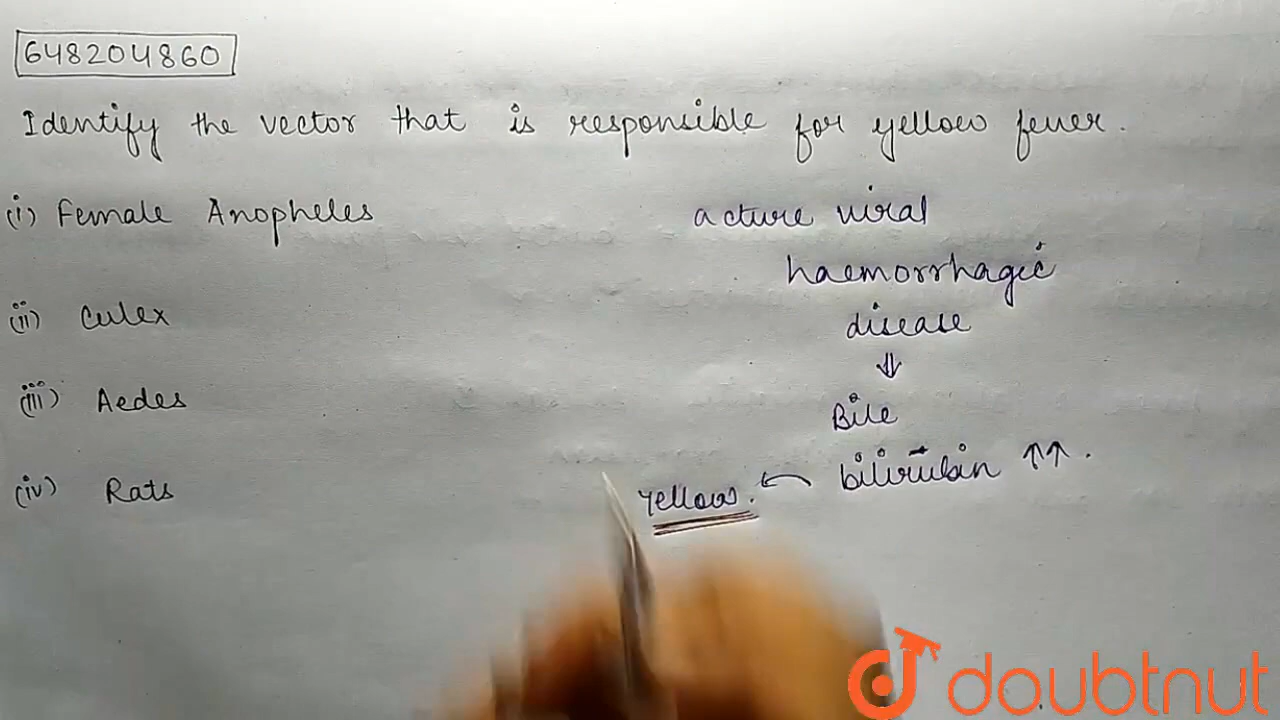 648204860
Identify the vector that is responsible for yellow fever.
(i) Female Anopheles
(ii) Culex
(iii) Aedes
(iv) Rats
acture viral
haemorrhagic
disease
⇓
Bile
bilirubin ↑↑.
yellow.
doubtnut